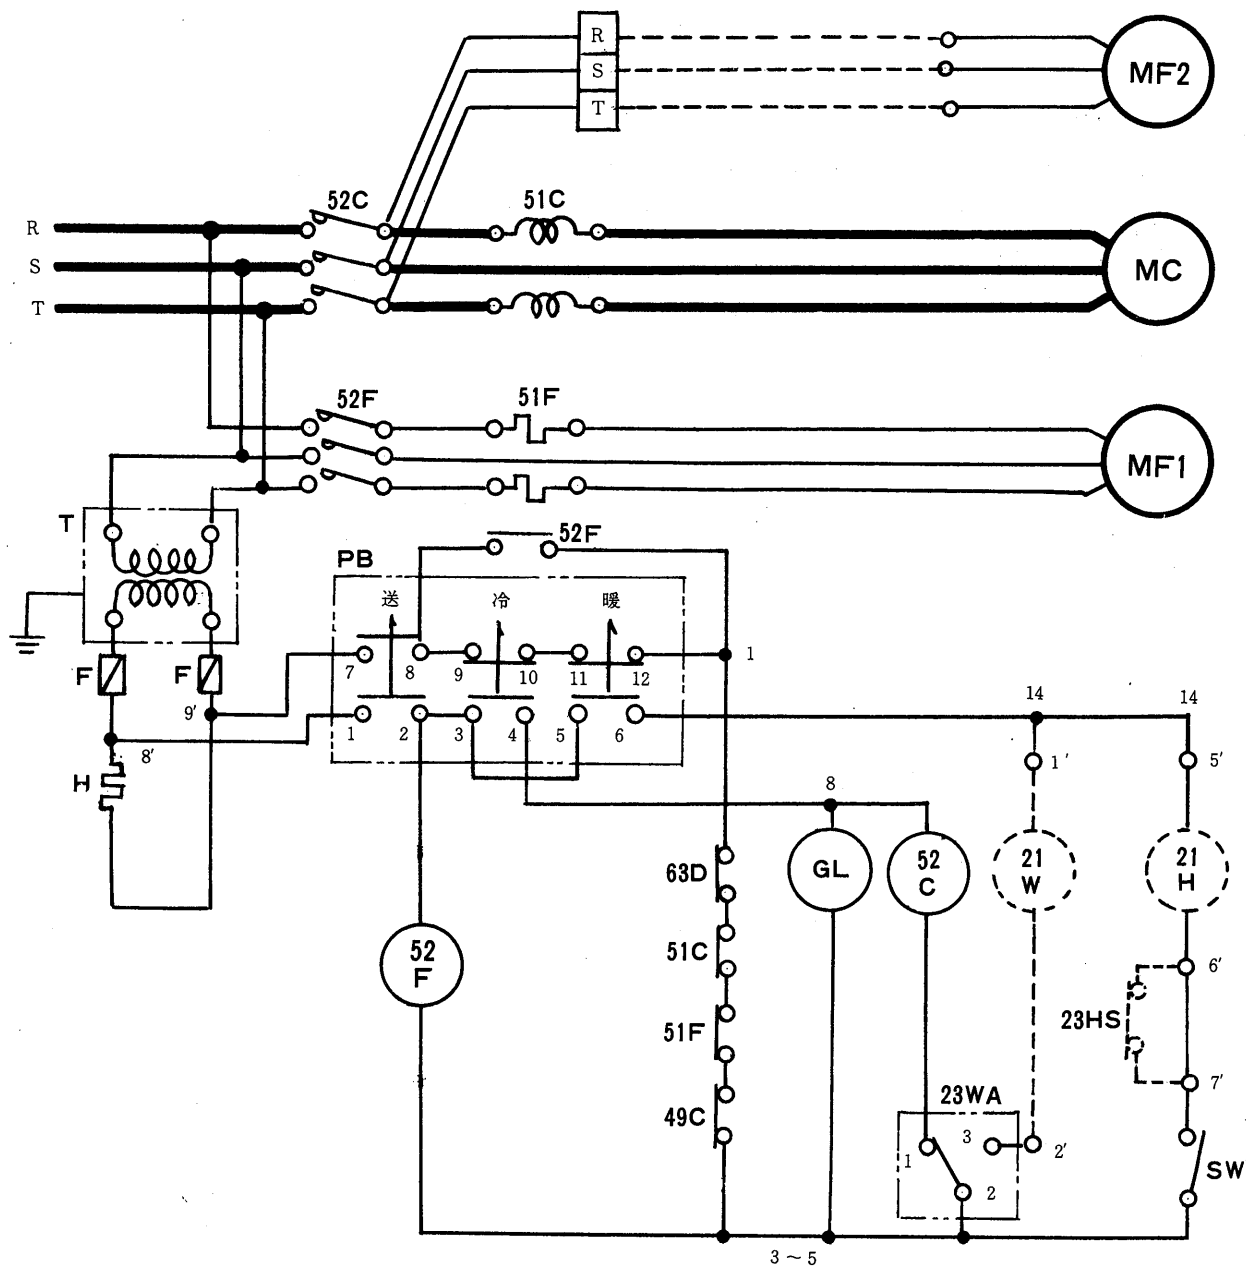 R
S
MF2
T
52C
51C
R
S
MC
T
52F
51F
MF1
T
52F
PB
送 冷 暖
F
F
7 8 9 10 11 12
1
9'
8'
1 2 3 4 5 6
14
14
H
1'
5'
8
63D
GL
52
C
21
W
21
H
51C
52
F
6'
51F
23HS
7'
49C
23WA
1
3
2'
SW
2
3～5